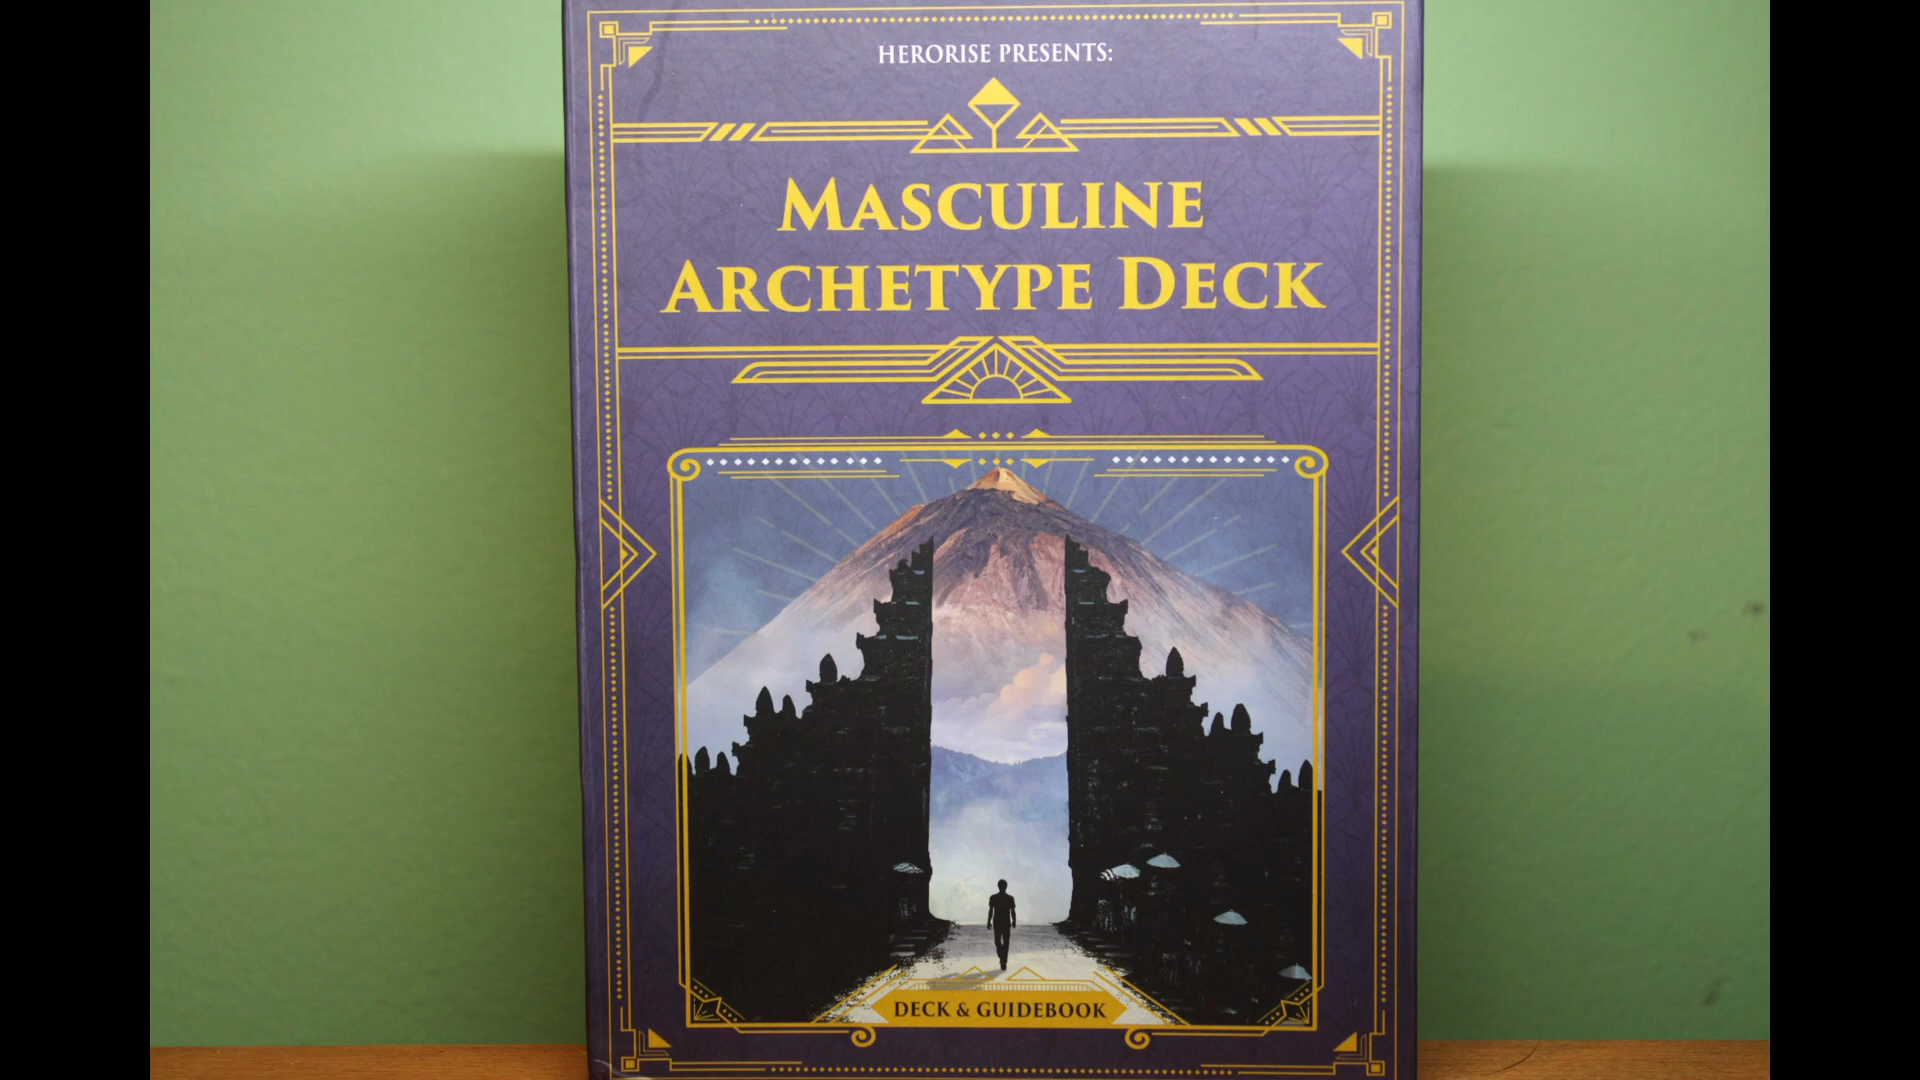 HERORISE PRESENTS:
MASCULINE
ARCHETYPE DECK
DECK & GUIDEBOOK